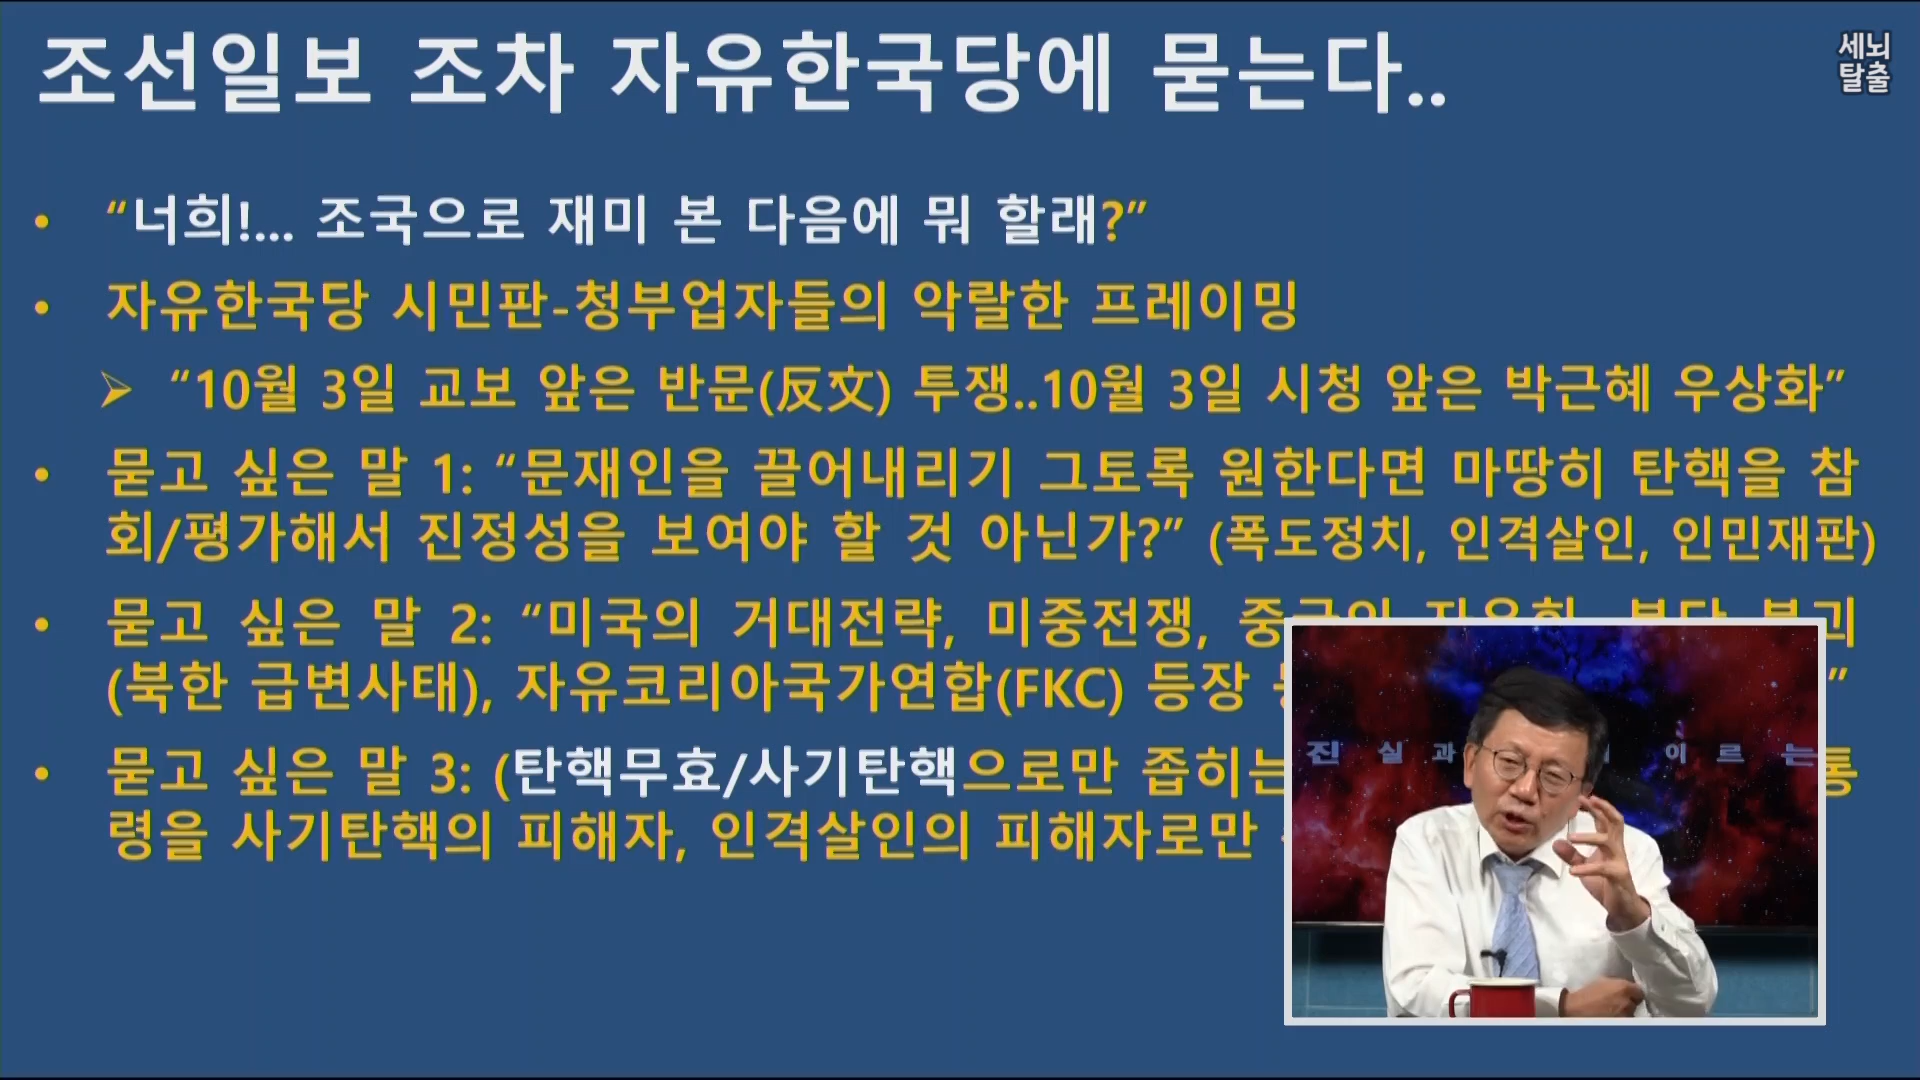 조선일보 조차 자유한국당에 묻는다..
세뇌
탈출
• “너희!... 조국으로 재미 본 다음에 뭐 할래?”
• 자유한국당 시민판-청부업자들의 악랄한 프레이밍
➢ “10월 3일 교보 앞은 반문(反文) 투쟁..10월 3일 시청 앞은 박근혜 우상화”
• 묻고 싶은 말 1: “문재인을 끌어내리기 그토록 원한다면 마땅히 탄핵을 참
회/평가해서 진정성을 보여야 할 것 아닌가?” (폭도정치, 인격살인, 인민재판)
• 묻고 싶은 말 2: “미국의 거대전략, 미중전쟁,
(북한 급변사태), 자유코리아국가연합(FKC) 등장 ”
• 묻고 싶은 말 3: (탄핵무효/사기탄핵으로만 좁히는 통
령을 사기탄핵의 피해자, 인격살인의 피해자로만
진 실 과 이 르 는